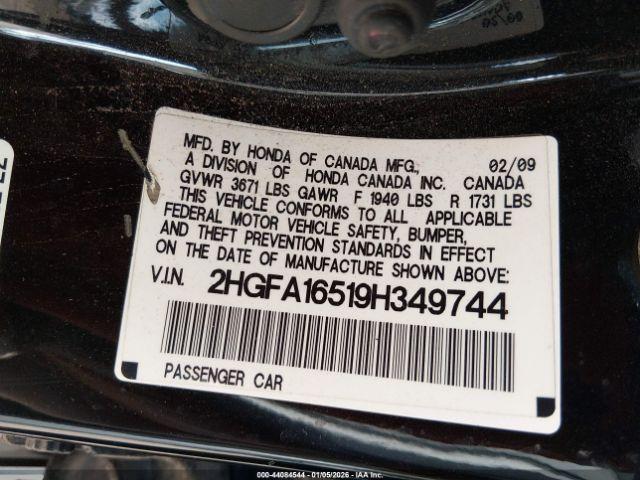 MFD. BY HONDA OF CANADA MFG., 02/09
A DIVISION OF HONDA CANADA INC. CANADA
GVWR 3671 LBS GAWR F 1940 LBS R 1731 LBS
THIS VEHICLE CONFORMS TO ALL APPLICABLE
FEDERAL MOTOR VEHICLE SAFETY, BUMPER,
AND THEFT PREVENTION STANDARDS IN EFFECT
ON THE DATE OF MANUFACTURE SHOWN ABOVE:
V.I.N. 2HGFA16519H349744
PASSENGER CAR
000-44084544 | 01/05/2026 - IAAI.COM